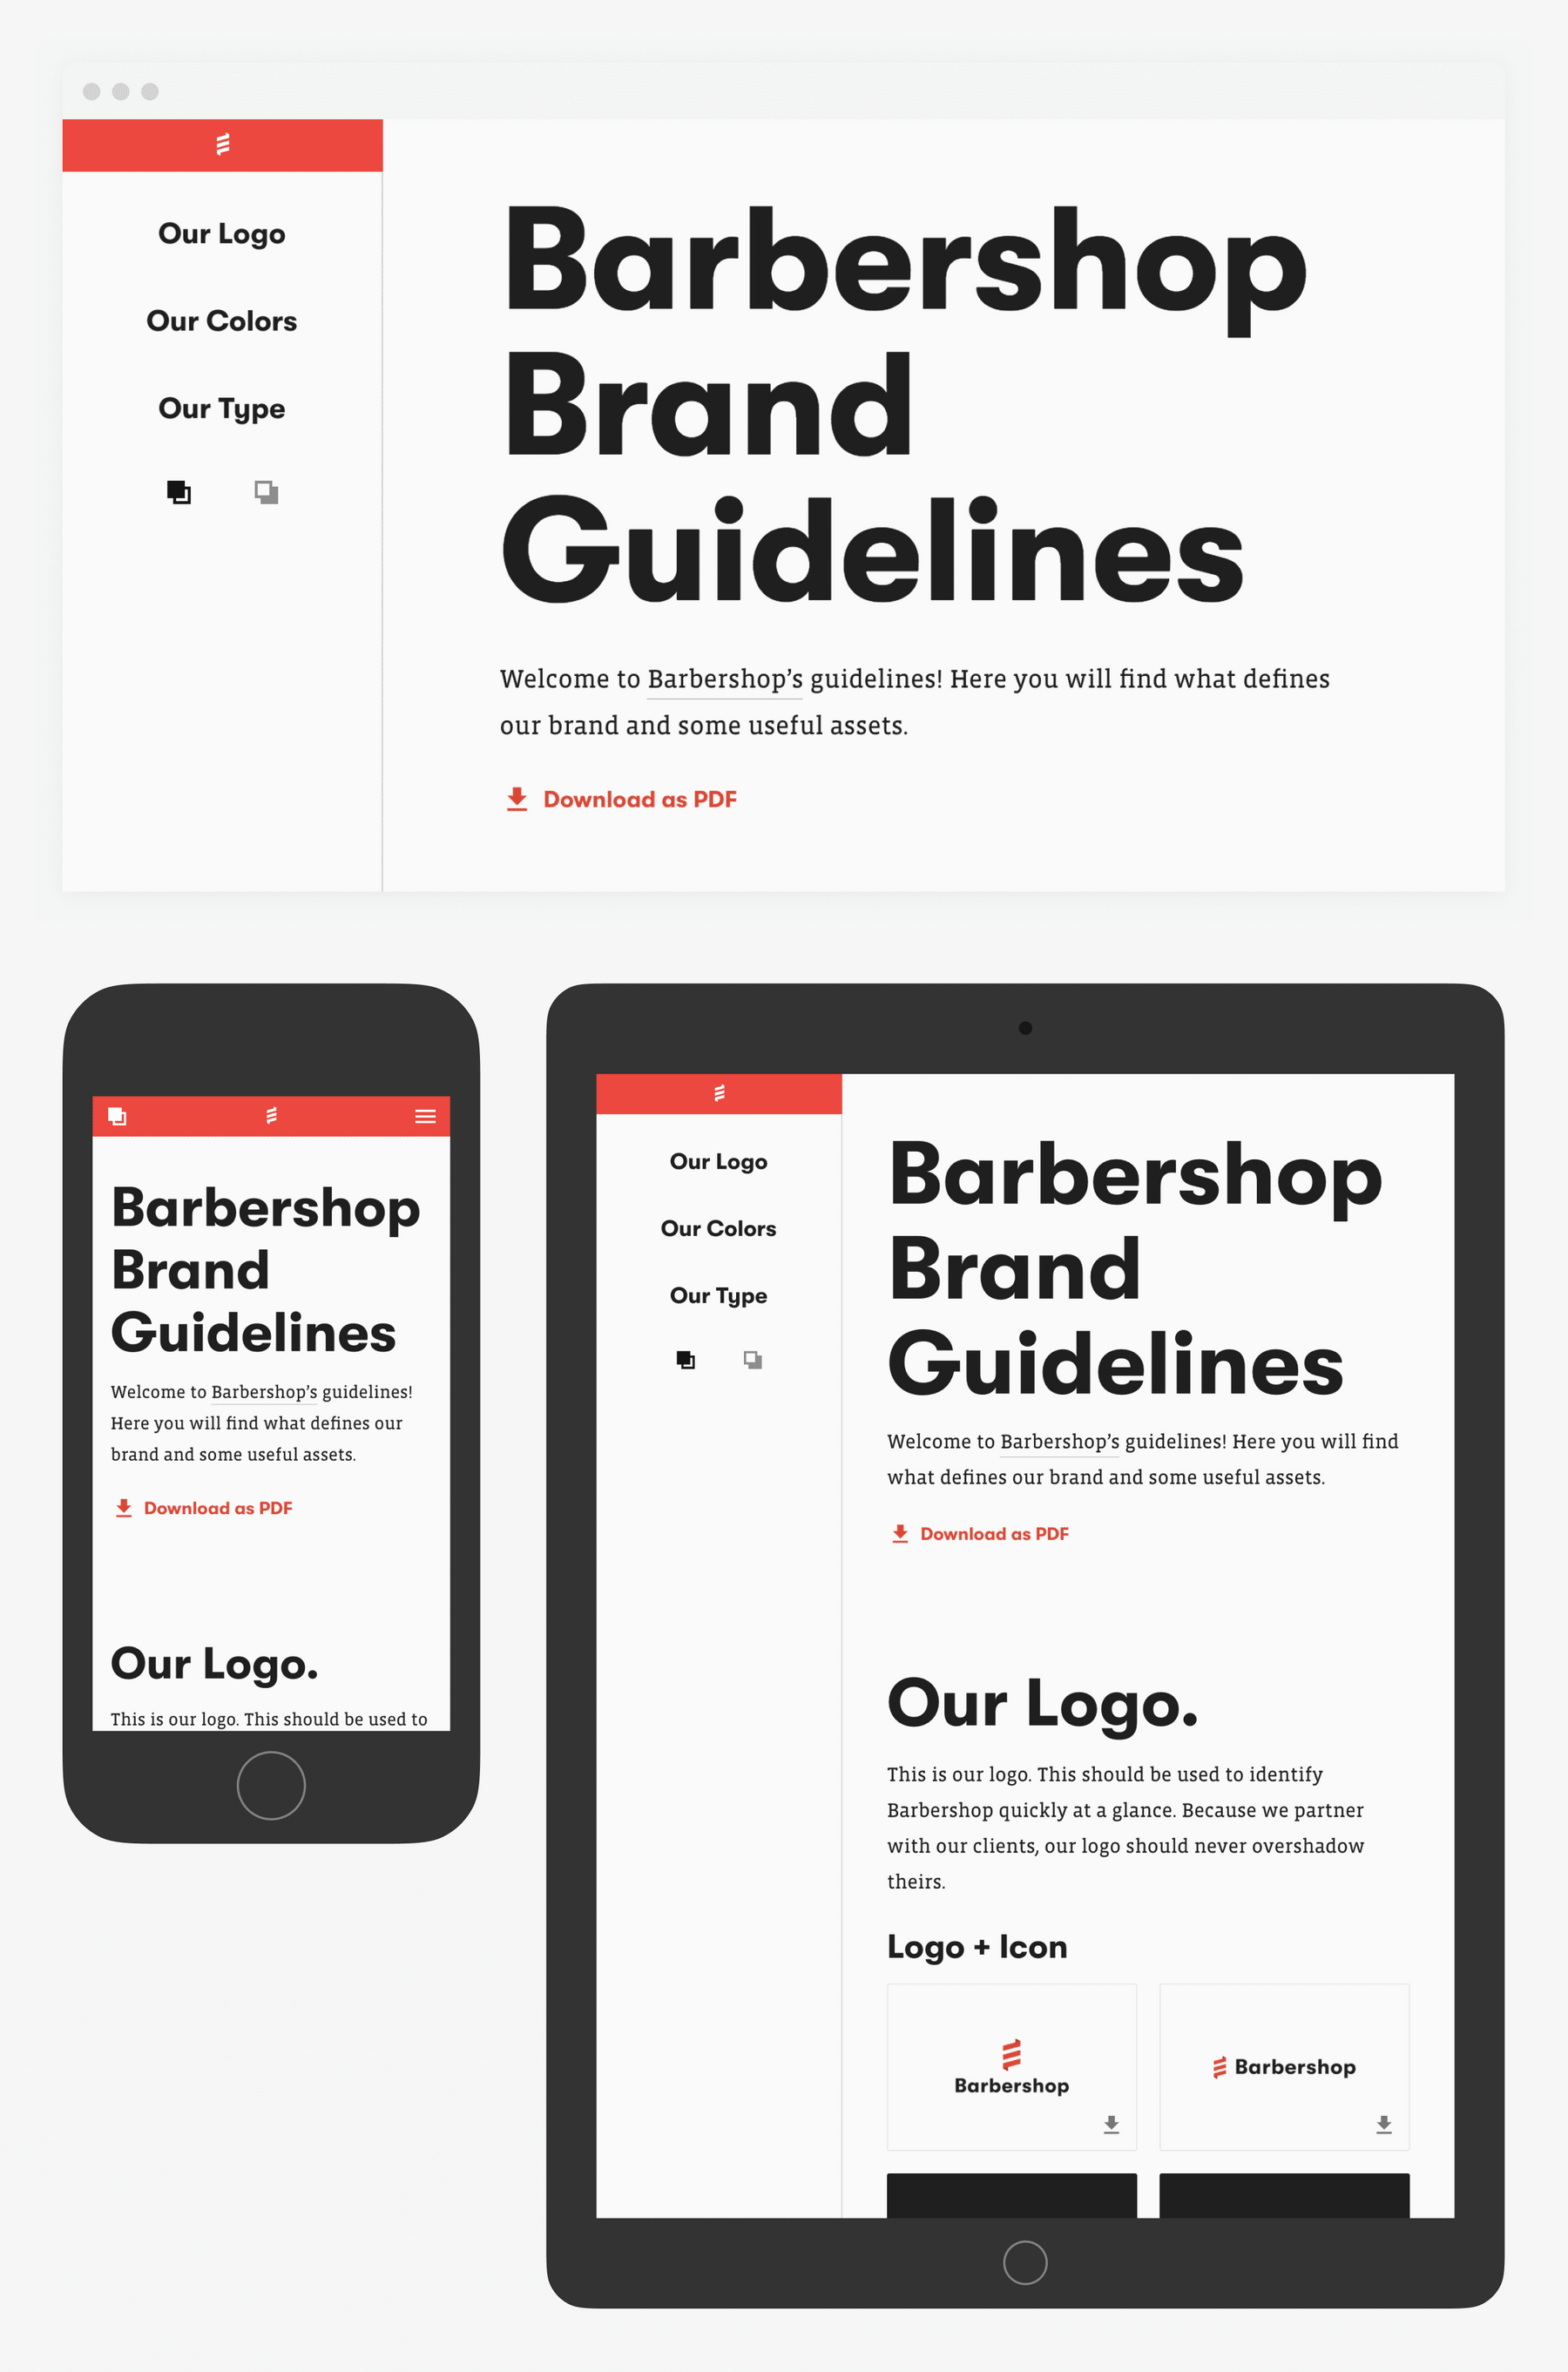 Our Logo
Our Colors
Our Type
Barbershop
Brand
Guidelines
Welcome to Barbershop’s guidelines! Here you will find what defines
our brand and some useful assets.
Download as PDF
Barbershop
Brand
Guidelines
Welcome to Barbershop’s guidelines!
Here you will find what defines our
brand and some useful assets.
Download as PDF
Our Logo.
This is our logo. This should be used to
Our Logo
Our Colors
Our Type
Barbershop
Brand
Guidelines
Welcome to Barbershop’s guidelines! Here you will find
what defines our brand and some useful assets.
Download as PDF
Our Logo.
This is our logo. This should be used to identify
Barbershop quickly at a glance. Because we partner
with our clients, our logo should never overshadow
theirs.
Logo + Icon
Barbershop
Barbershop